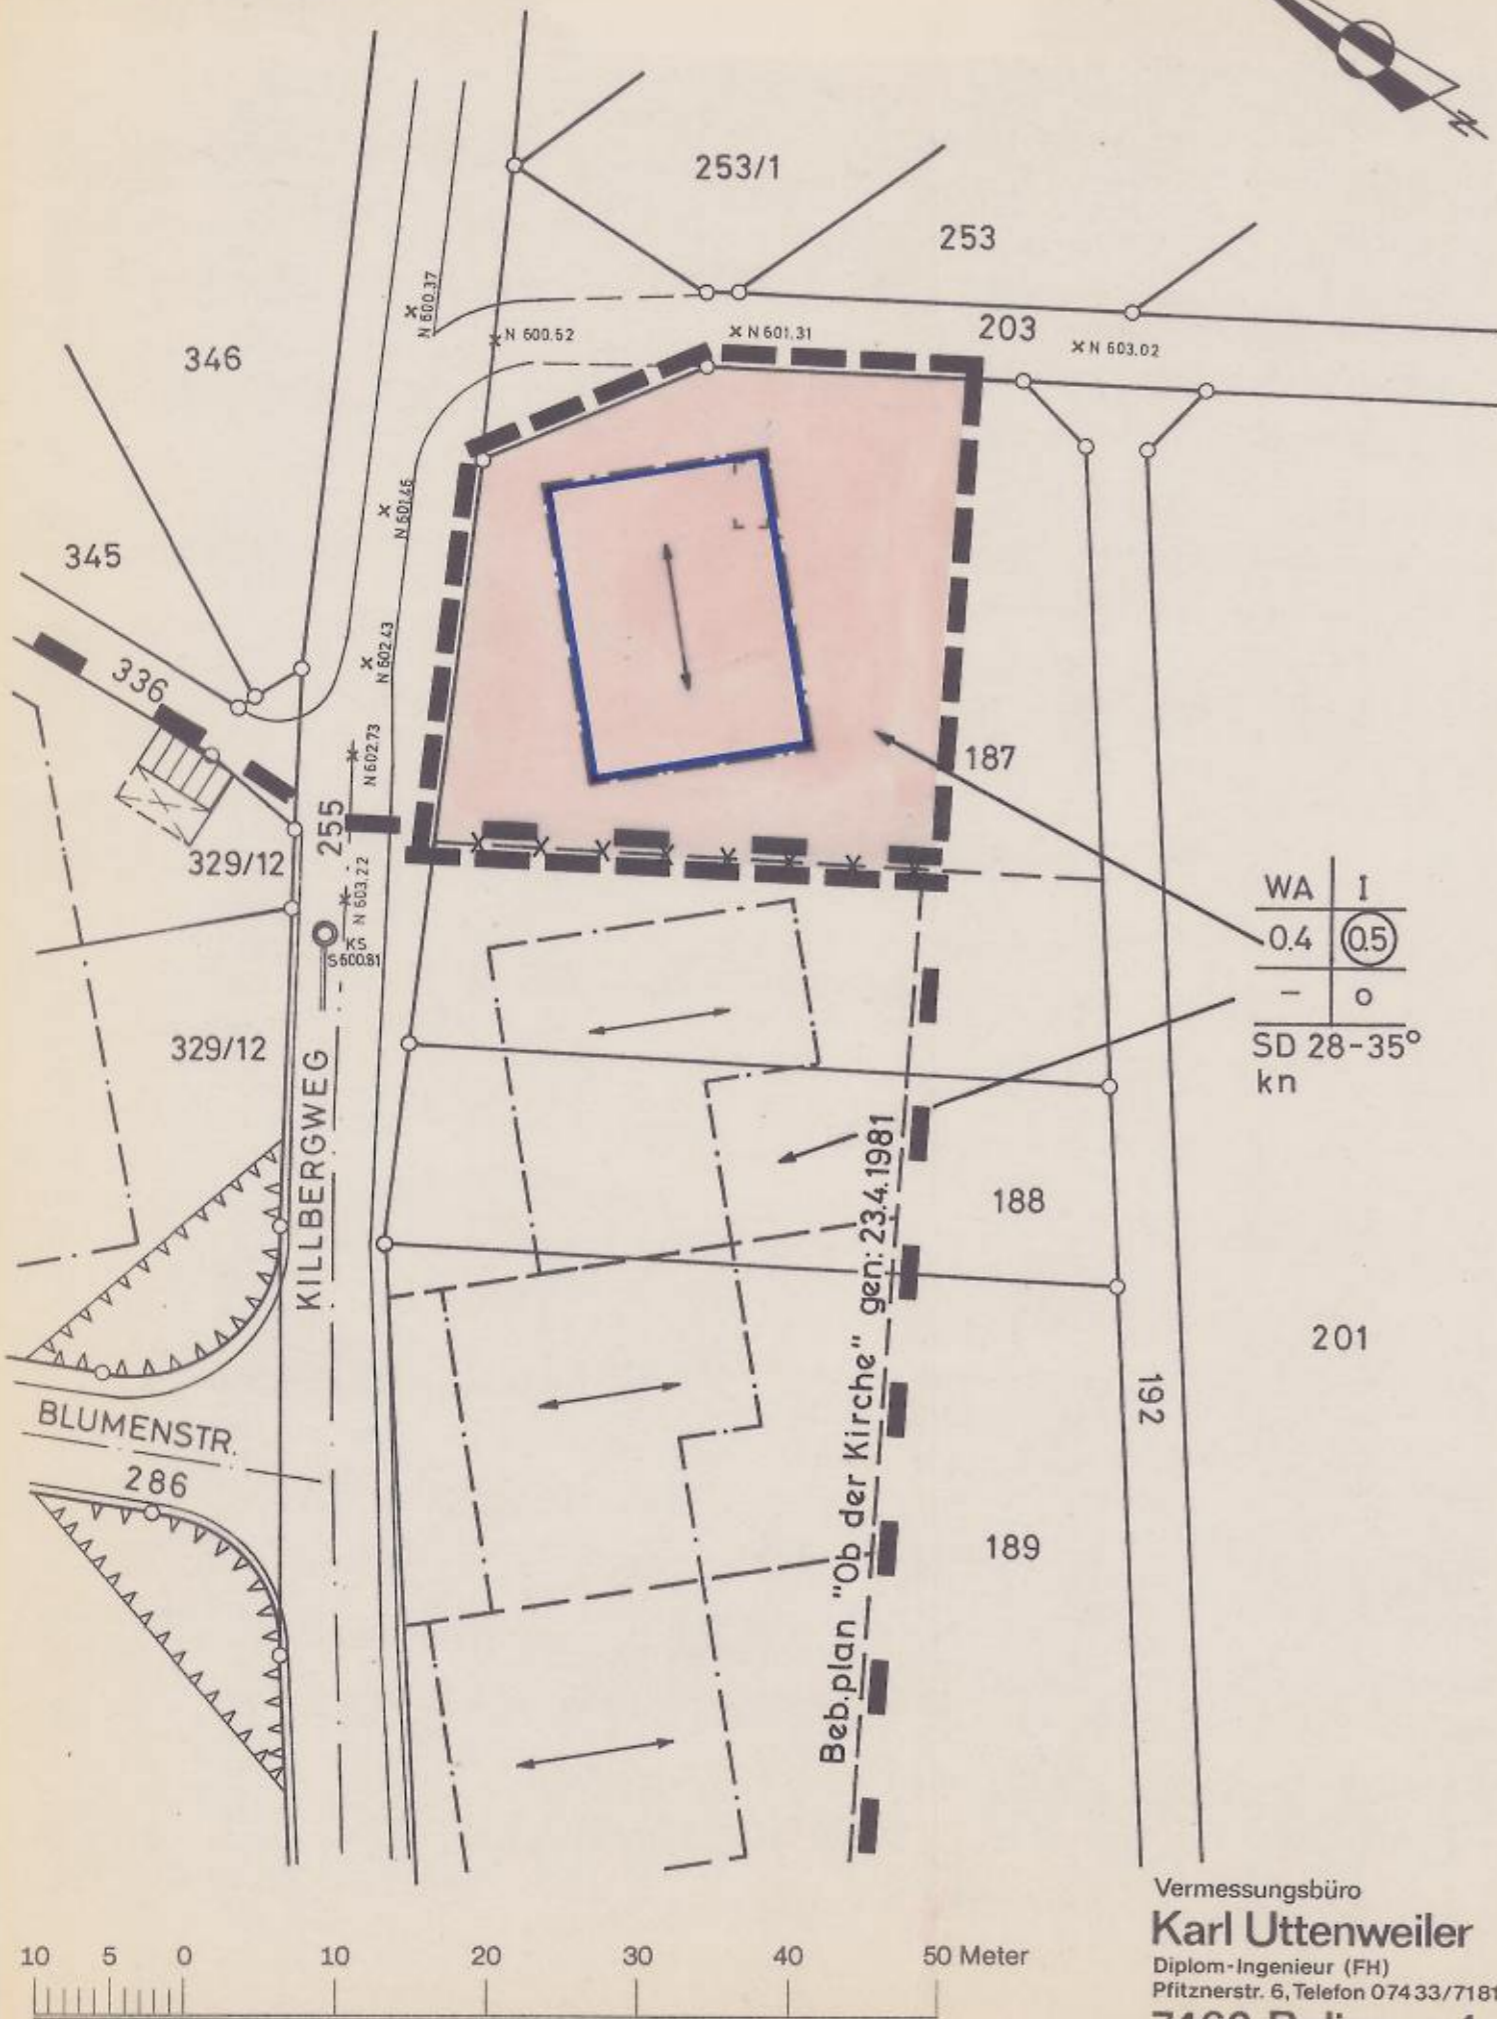 N
253/1
253
203
N 600.37
N 600.52
N 601.31
N 603.02
346
N 601.46
345
N 602.43
336
N 602.73
187
255
329/12
N 603.22
KS
S 600.81
WA I
0.4 0.5
- o
SD 28-35°
kn
329/12
KILLBERGWEG
188
Beb.plan "Ob der Kirche" gen: 23.4.1981
201
192
BLUMENSTR.
286
189
Vermessungsbüro
Karl Uttenweiler
Diplom-Ingenieur (FH)
Pfitznerstr. 6, Telefon 07433/7181
10 5 0 10 20 30 40 50 Meter